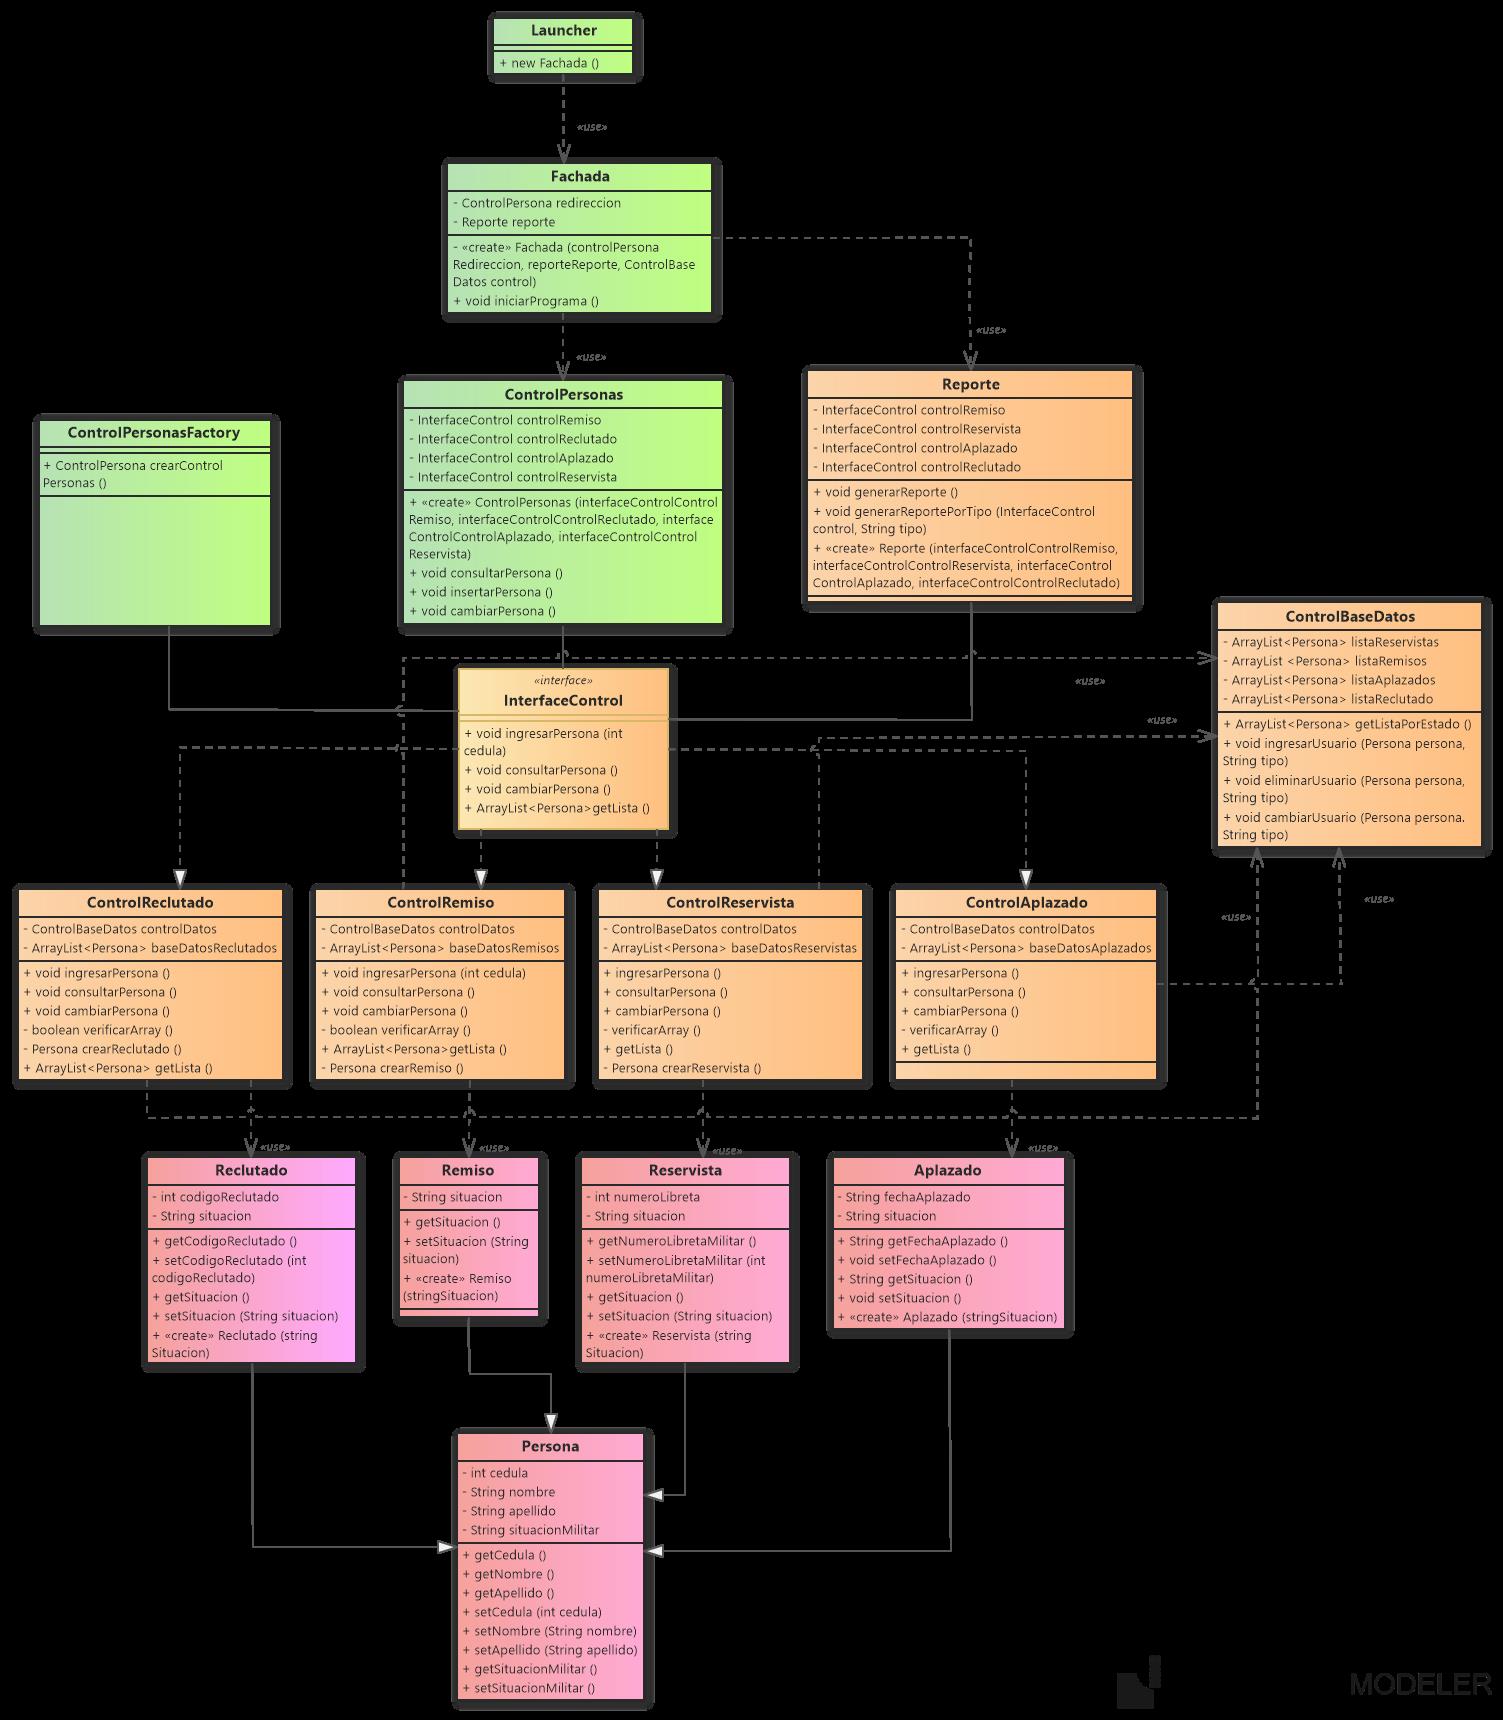 Launcher
+ new Fachada ()
«use»
Fachada
- ControlPersona redireccion
- Reporte reporte
- «create» Fachada (controlPersona
Redireccion, reporteReporte, ControlBase
Datos control)
+ void iniciarPrograma ()
«use»
«use»
ControlPersonasFactory
+ ControlPersona crearControl
Personas ()
ControlPersonas
- InterfaceControl controlRemiso
- InterfaceControl controlReclutado
- InterfaceControl controlAplazado
- InterfaceControl controlReservista
+ «create» ControlPersonas (interfaceControlControl
Remiso, interfaceControlControlReclutado, interface
ControlControlAplazado, interfaceControlControl
Reservista)
+ void consultarPersona ()
+ void insertarPersona ()
+ void cambiarPersona ()
Reporte
- InterfaceControl controlRemiso
- InterfaceControl controlReservista
- InterfaceControl controlAplazado
- InterfaceControl controlReclutado
+ void generarReporte ()
+ void generarReportePorTipo (InterfaceControl
control, String tipo)
+ «create» Reporte (interfaceControlControlRemiso,
interfaceControlControlReservista, interfaceControl
ControlAplazado, interfaceControlControlReclutado)
ControlBaseDatos
- ArrayList<Persona> listaReservistas
- ArrayList <Persona> listaRemisos
- ArrayList<Persona> listaAplazados
- ArrayList<Persona> listaReclutado
+ ArrayList<Persona> getListaPorEstado ()
+ void ingresarUsuario (Persona persona,
String tipo)
+ void eliminarUsuario (Persona persona,
String tipo)
+ void cambiarUsuario (Persona persona.
String tipo)
«use»
«use»
«interface»
InterfaceControl
+ void ingresarPersona (int
cedula)
+ void consultarPersona ()
+ void cambiarPersona ()
+ ArrayList<Persona>getLista ()
ControlReclutado
- ControlBaseDatos controlDatos
- ArrayList<Persona> baseDatosReclutados
+ void ingresarPersona ()
+ void consultarPersona ()
+ void cambiarPersona ()
- boolean verificarArray ()
- Persona crearReclutado ()
+ ArrayList<Persona> getLista ()
ControlRemiso
- ControlBaseDatos controlDatos
- ArrayList<Persona> baseDatosRemisos
+ void ingresarPersona (int cedula)
+ void consultarPersona ()
+ void cambiarPersona ()
- boolean verificarArray ()
+ ArrayList<Persona>getLista ()
- Persona crearRemiso ()
ControlReservista
- ControlBaseDatos controlDatos
- ArrayList<Persona> baseDatosReservistas
+ ingresarPersona ()
+ consultarPersona ()
+ cambiarPersona ()
- verificarArray ()
+ getLista ()
- Persona crearReservista ()
ControlAplazado
- ControlBaseDatos controlDatos
- ArrayList<Persona> baseDatosAplazados
+ ingresarPersona ()
+ consultarPersona ()
+ cambiarPersona ()
- verificarArray ()
+ getLista ()
«use»
«use»
«use»
«use»
«use»
«use»
Reclutado
- int codigoReclutado
- String situacion
+ getCodigoReclutado ()
+ setCodigoReclutado (int
codigoReclutado)
+ getSituacion ()
+ setSituacion (String situacion)
+ «create» Reclutado (string
Situacion)
Remiso
- String situacion
+ getSituacion ()
+ setSituacion (String
situacion)
+ «create» Remiso
(stringSituacion)
Reservista
- int numeroLibreta
- String situacion
+ getNumeroLibretaMilitar ()
+ setNumeroLibretaMilitar (int
numeroLibretaMilitar)
+ getSituacion ()
+ setSituacion (String situacion)
+ «create» Reservista (string
Situacion)
Aplazado
- String fechaAplazado
- String situacion
+ String getFechaAplazado ()
+ void setFechaAplazado ()
+ String getSituacion ()
+ void setSituacion ()
+ «create» Aplazado (stringSituacion)
Persona
- int cedula
- String nombre
- String apellido
- String situacionMilitar
+ getCedula ()
+ getNombre ()
+ getApellido ()
+ setCedula (int cedula)
+ setNombre (String nombre)
+ setApellido (String apellido)
+ getSituacionMilitar ()
+ setSituacionMilitar ()
MODELER